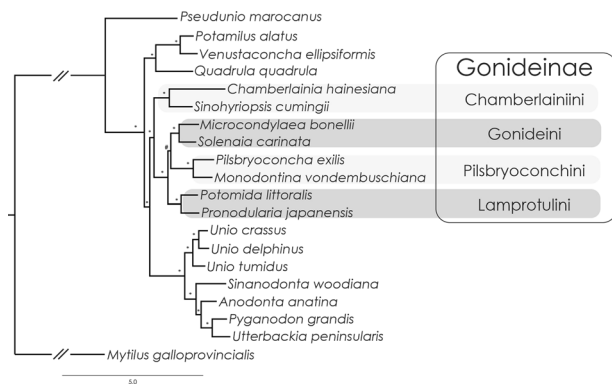 Pseudunio marocanus
Potamilus alatus
Venustaconcha ellipsiformis
Quadrula quadrula
Gonideinae
Chamberlainia hainesiana
Chamberlainiini
Sinohyriopsis cumingii
Microcondylaea bonellii
Gonideini
Solenaia carinata
Pilsbryoconcha exilis
Pilsbryoconchini
Monodontina vondembuschiana
Potomida littoralis
Lamprotulini
Pronodularia japanensis
Unio crassus
Unio delphinus
Unio tumidus
Sinanodonta woodiana
Anodonta anatina
Pyganodon grandis
Utterbackia peninsularis
Mytilus galloprovincialis
5.0